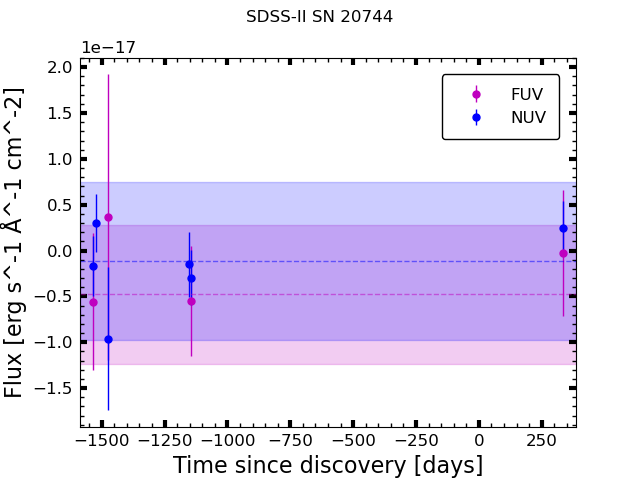 SDSS-II SN 20744
1e−17
2.0
1.5
1.0
0.5
0.0
−0.5
−1.0
−1.5
Flux [erg s^-1 Å^-1 cm^-2]
FUV
NUV
−1500 −1250 −1000 −750 −500 −250 0 250
Time since discovery [days]